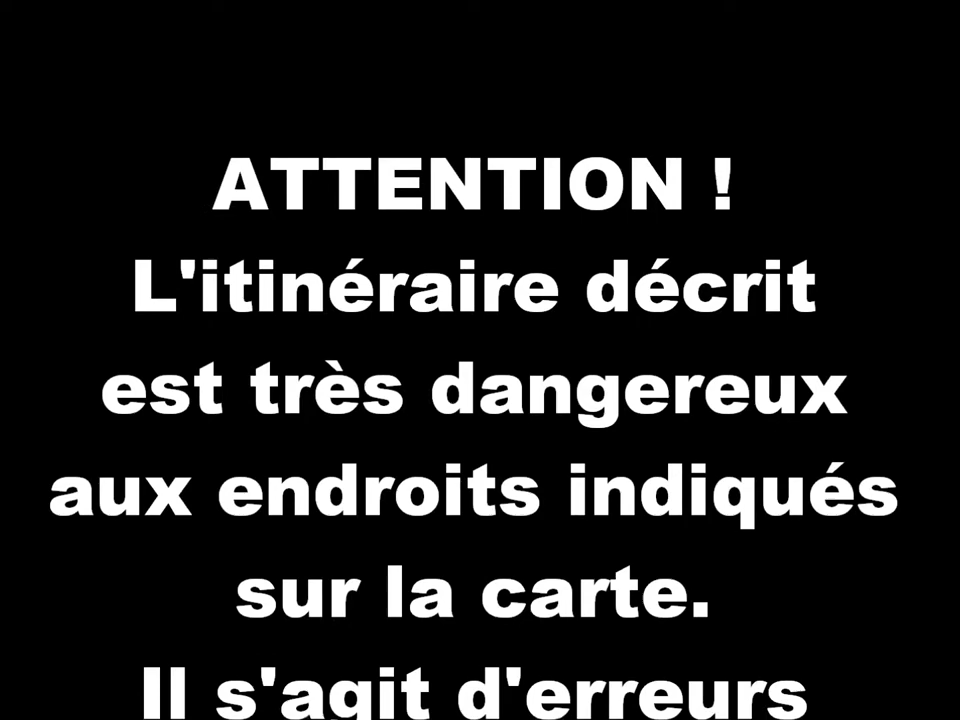 ATTENTION !
L'itinéraire décrit
est très dangereux
aux endroits indiqués
sur la carte.
Il s'agit d'erreurs